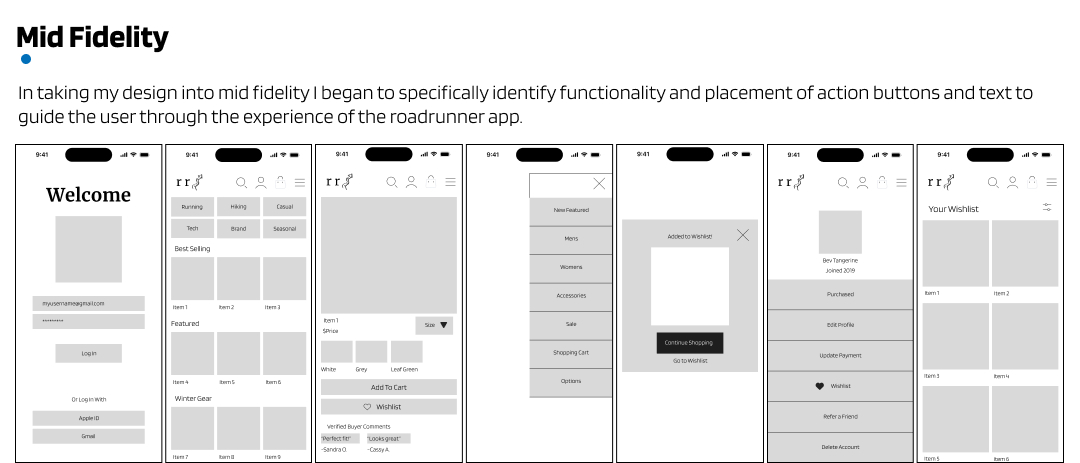 Mid Fidelity
In taking my design into mid fidelity I began to specifically identify functionality and placement of action buttons and text to
guide the user through the experience of the roadrunner app.
9:41
Welcome
myusername@gmail.com
**********
Log in
Or Log in With
Apple ID
Gmail
9:41
r r
Running Hiking Casual
Tech Brand Seasonal
Best Selling
Item 1 Item 2 Item 3
Featured
Item 4 Item 5 Item 6
Winter Gear
Item 7 Item 8 Item 9
9:41
r r
Item 1
$Price
Size
White Grey Leaf Green
Add To Cart
Wishlist
Verified Buyer Comments
"Perfect fit!" "Looks great"
-Sandra O. -Cassy A
9:41
New Featured
Mens
Womens
Accessories
Sale
Shopping Cart
Options
9:41
Added to Wishlist!
Continue Shopping
Go to Wishlist
9:41
r r
Bev Tangerine
Joined 2019
Purchased
Edit Profile
Update Payment
Wishlist
Refer a Friend
Delete Account
9:41
r r
Your Wishlist
Item 1 Item 2
Item 3 Item 4
Item 5 Item 6